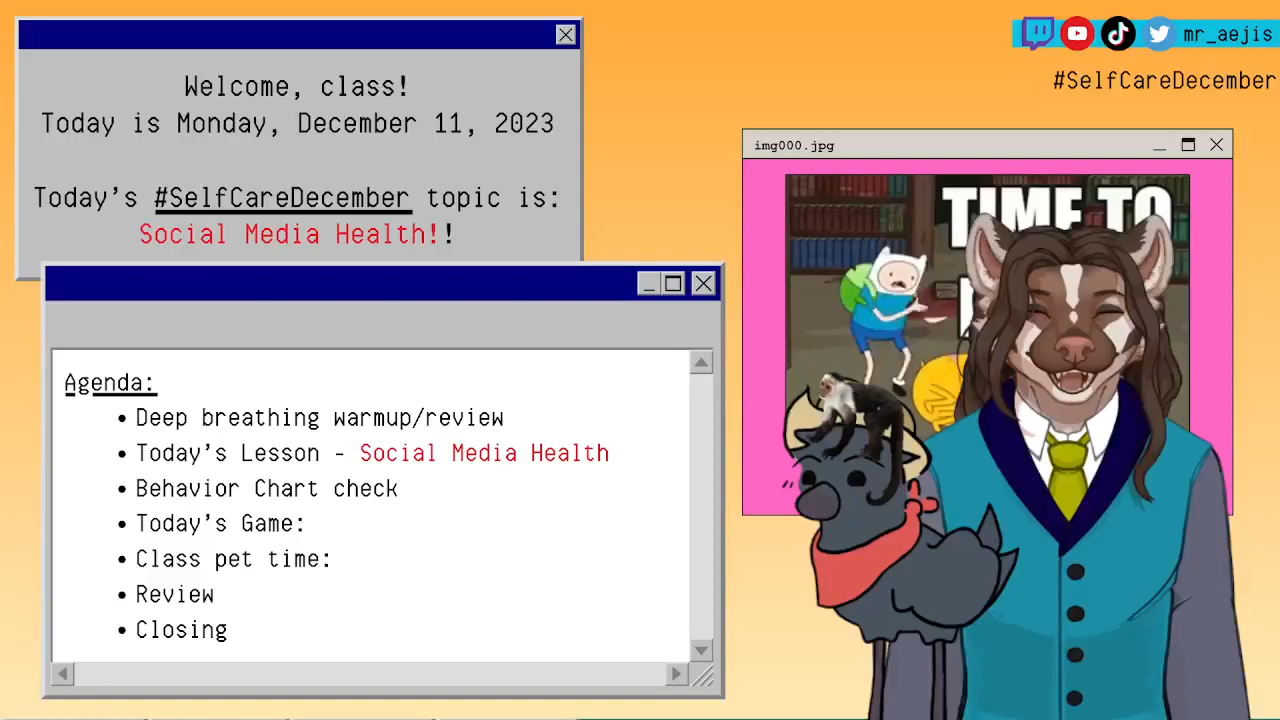 Welcome, class!
Today is Monday, December 11, 2023
Today's #SelfCareDecember topic is:
Social Media Health!!
Agenda:
• Deep breathing warmup/review
• Today's Lesson - Social Media Health
• Behavior Chart check
• Today's Game:
• Class pet time:
• Review
• Closing
mr_aejis
#SelfCareDecember
img000.jpg
TIME TO